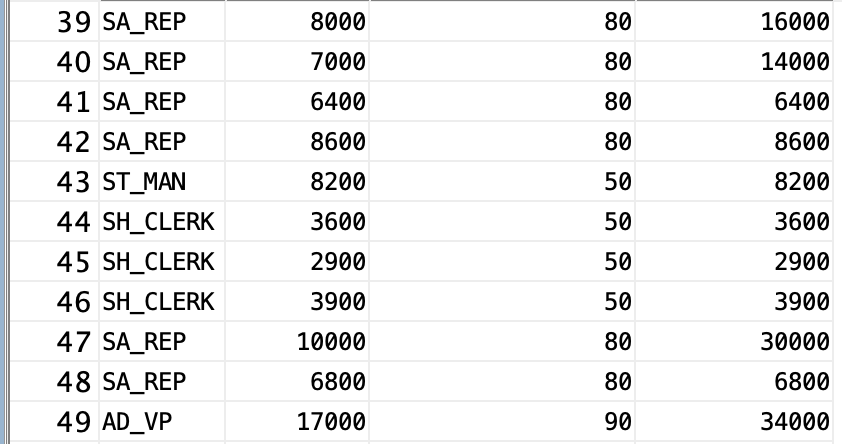 39 SA_REP 8000 80 16000
40 SA_REP 7000 80 14000
41 SA_REP 6400 80 6400
42 SA_REP 8600 80 8600
43 ST_MAN 8200 50 8200
44 SH_CLERK 3600 50 3600
45 SH_CLERK 2900 50 2900
46 SH_CLERK 3900 50 3900
47 SA_REP 10000 80 30000
48 SA_REP 6800 80 6800
49 AD_VP 17000 90 34000